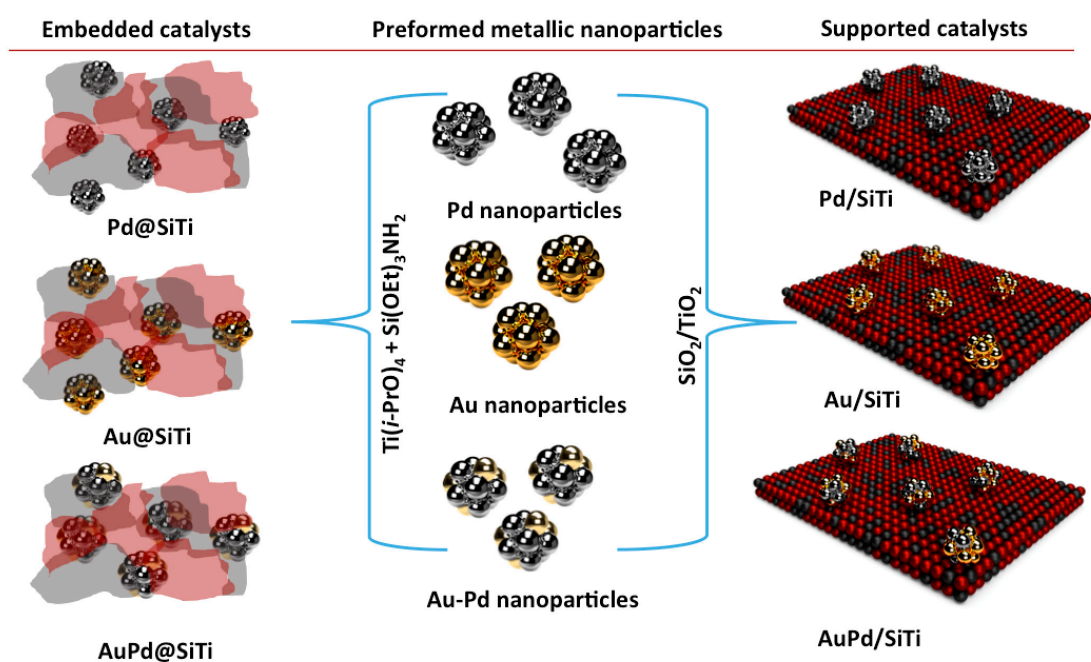 Embedded catalysts
Preformed metallic nanoparticles
Supported catalysts
Pd@SiTi
Au@SiTi
AuPd@SiTi
Ti(i-PrO)₄ + Si(OEt)₃NH₂
Pd nanoparticles
Au nanoparticles
Au-Pd nanoparticles
SiO₂/TiO₂
Pd/SiTi
Au/SiTi
AuPd/SiTi